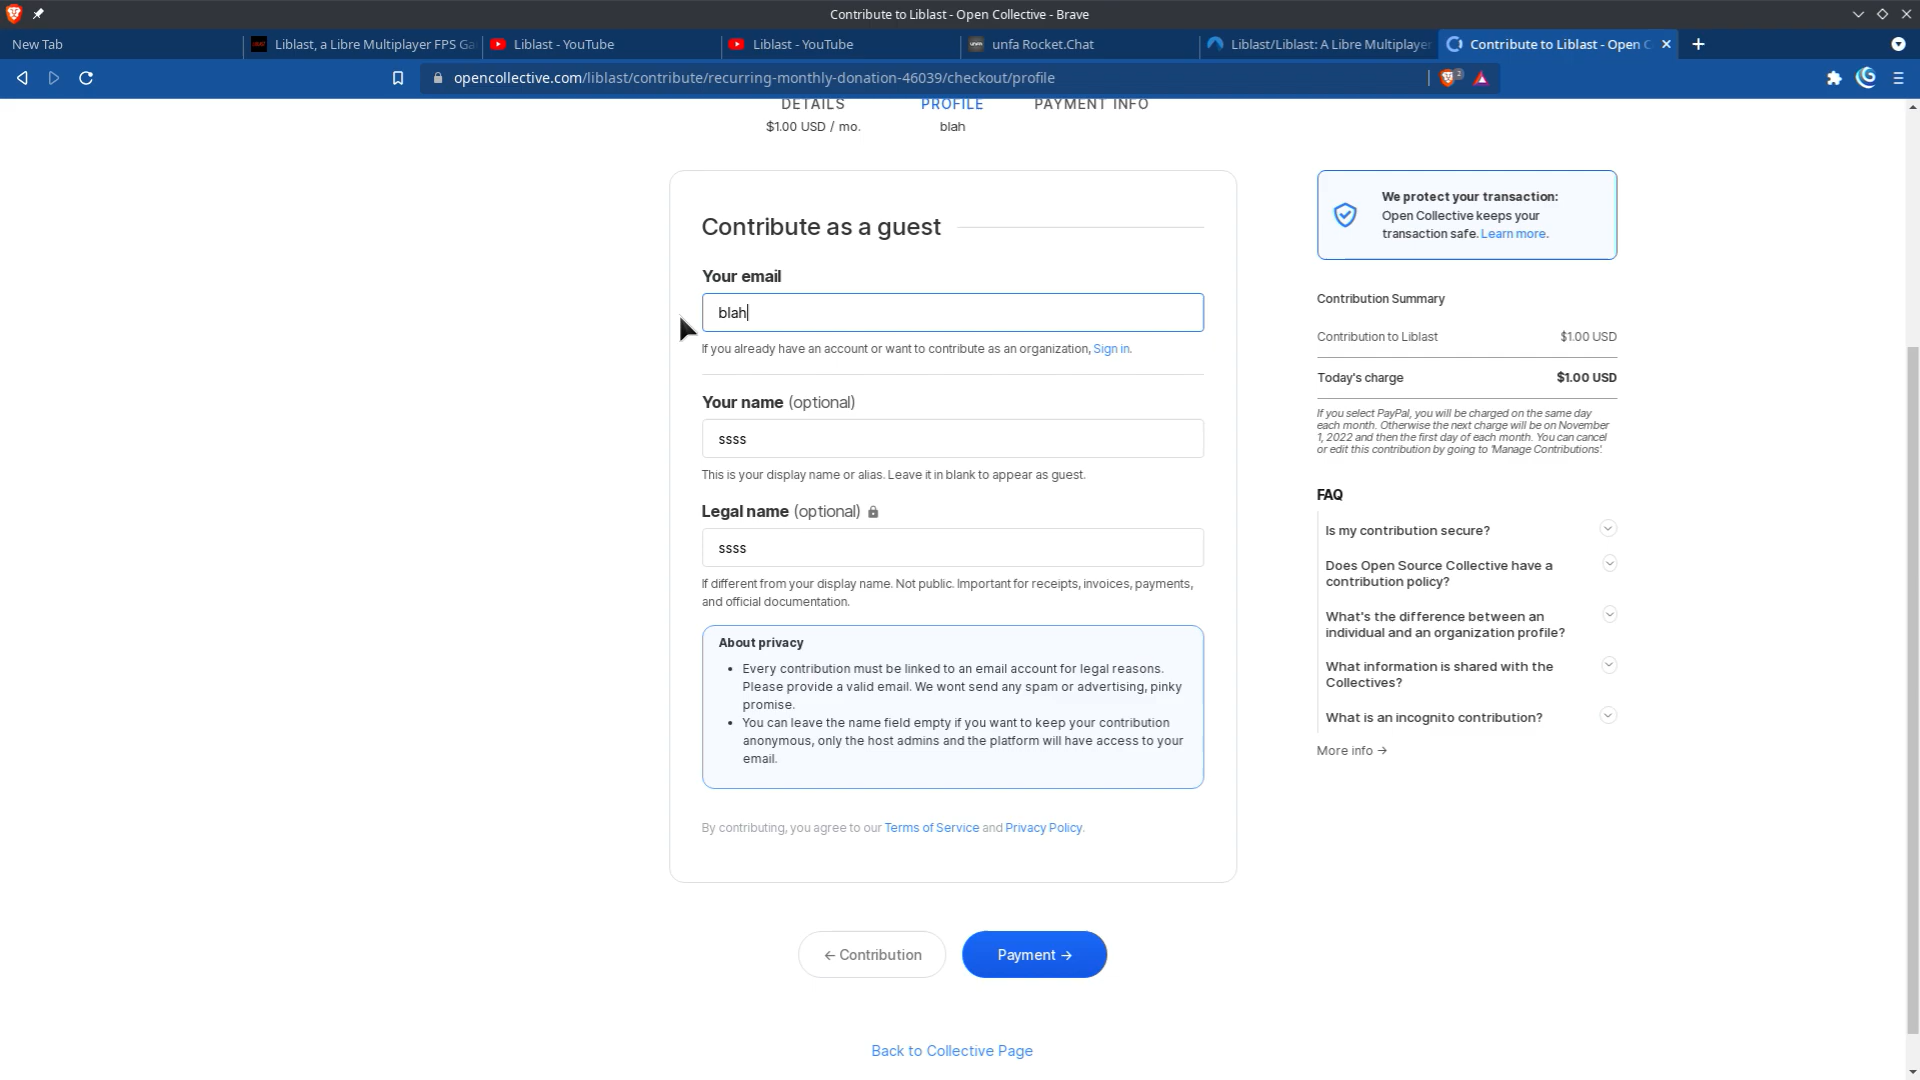 Contribute to Liblast - Open Collective - Brave
New Tab
Liblast, a Libre Multiplayer FPS Ga
Liblast - YouTube
Liblast - YouTube
unfa Rocket.Chat
Liblast/Liblast: A Libre Multiplayer
Contribute to Liblast - Open C
opencollective.com/liblast/contribute/recurring-monthly-donation-46039/checkout/profile
2
DETAILS
PROFILE
PAYMENT INFO
$1.00 USD / mo.
blah
Contribute as a guest
Your email
blah
If you already have an account or want to contribute as an organization, Sign in.
Your name (optional)
ssss
This is your display name or alias. Leave it in blank to appear as guest.
Legal name (optional)
ssss
If different from your display name. Not public. Important for receipts, invoices, payments,
and official documentation.
About privacy
• Every contribution must be linked to an email account for legal reasons.
Please provide a valid email. We wont send any spam or advertising, pinky
promise.
• You can leave the name field empty if you want to keep your contribution
anonymous, only the host admins and the platform will have access to your
email.
By contributing, you agree to our Terms of Service and Privacy Policy.
← Contribution
Payment →
Back to Collective Page
We protect your transaction:
Open Collective keeps your
transaction safe. Learn more.
Contribution Summary
Contribution to Liblast
$1.00 USD
Today's charge
$1.00 USD
If you select PayPal, you will be charged on the same day
each month. Otherwise the next charge will be on November
1, 2022 and then the first day of each month. You can cancel
or edit this contribution by going to 'Manage Contributions'.
FAQ
Is my contribution secure?
Does Open Source Collective have a
contribution policy?
What's the difference between an
individual and an organization profile?
What information is shared with the
Collectives?
What is an incognito contribution?
More info →